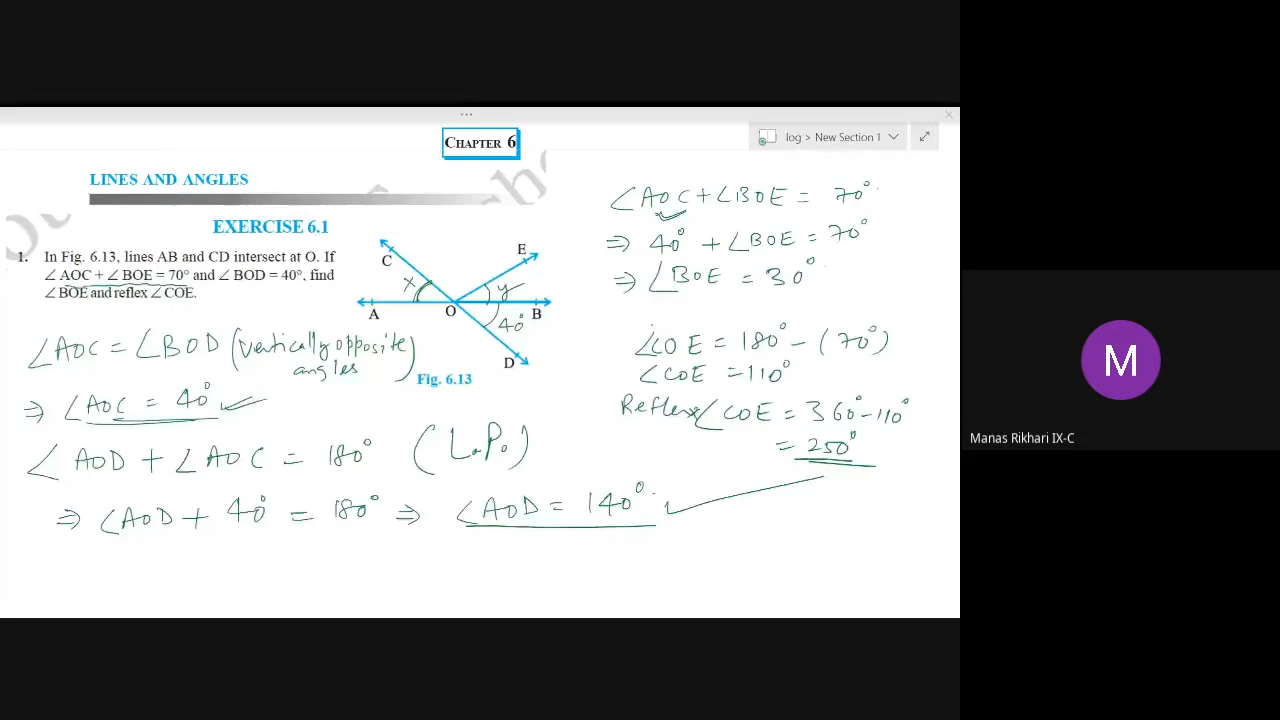 CHAPTER 6
log > New Section 1
LINES AND ANGLES
EXERCISE 6.1
1. In Fig. 6.13, lines AB and CD intersect at O. If
∠ AOC + ∠ BOE = 70° and ∠ BOD = 40°, find
∠ BOE and reflex ∠ COE.
C
E
x
y
A
O
B
40°
D
Fig. 6.13
∠AOC = ∠BOD (vertically opposite
angles)
⇒ ∠AOC = 40°
∠AOD + ∠AOC = 180° (L.P.)
⇒ ∠AOD + 40° = 180° ⇒ ∠AOD = 140°
∠AOC + ∠BOE = 70°
⇒ 40° + ∠BOE = 70°
⇒ ∠BOE = 30°
∠COE = 180° - (70°)
∠COE = 110°
Reflex ∠COE = 360° - 110°
= 250°
M
Manas Rikhari IX-C